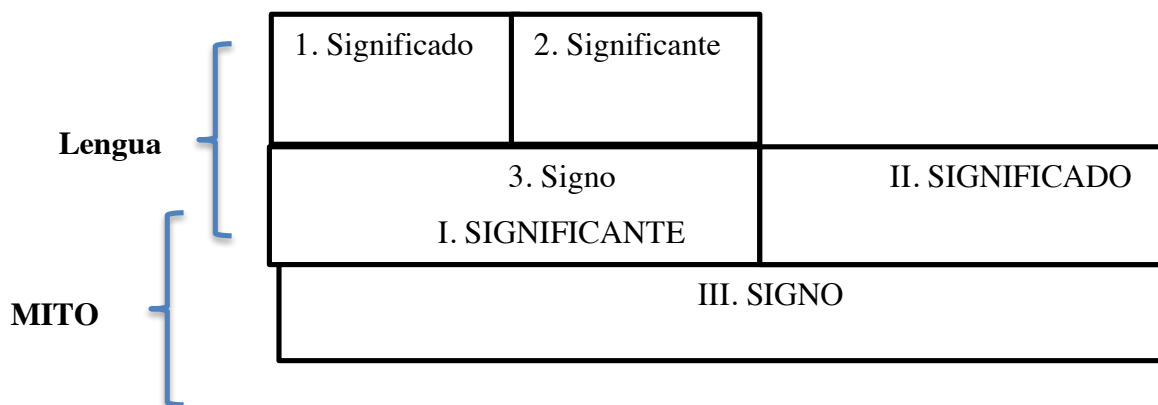 1. Significado
2. Significante
Lengua
3. Signo
II. SIGNIFICADO
I. SIGNIFICANTE
III. SIGNO
MITO